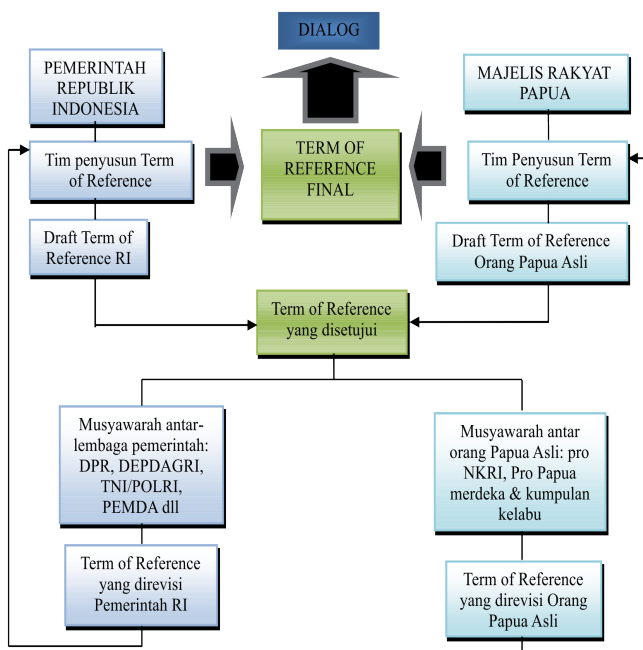 DIALOG
PEMERINTAH
REPUBLIK
INDONESIA
MAJELIS RAKYAT
PAPUA
TERM OF
REFERENCE
FINAL
Tim penyusun Term
of Reference
Tim Penyusun Term
of Reference
Draft Term of
Reference RI
Draft Term of Reference
Orang Papua Asli
Term of Reference
yang disetujui
Musyawarah antar-
lembaga pemerintah:
DPR, DEPDAGRI,
TNI/POLRI,
PEMDA dll
Musyawarah antar
orang Papua Asli: pro
NKRI, Pro Papua
merdeka & kumpulan
kelabu
Term of Reference
yang direvisi
Pemerintah RI
Term of Reference
yang direvisi Orang
Papua Asli